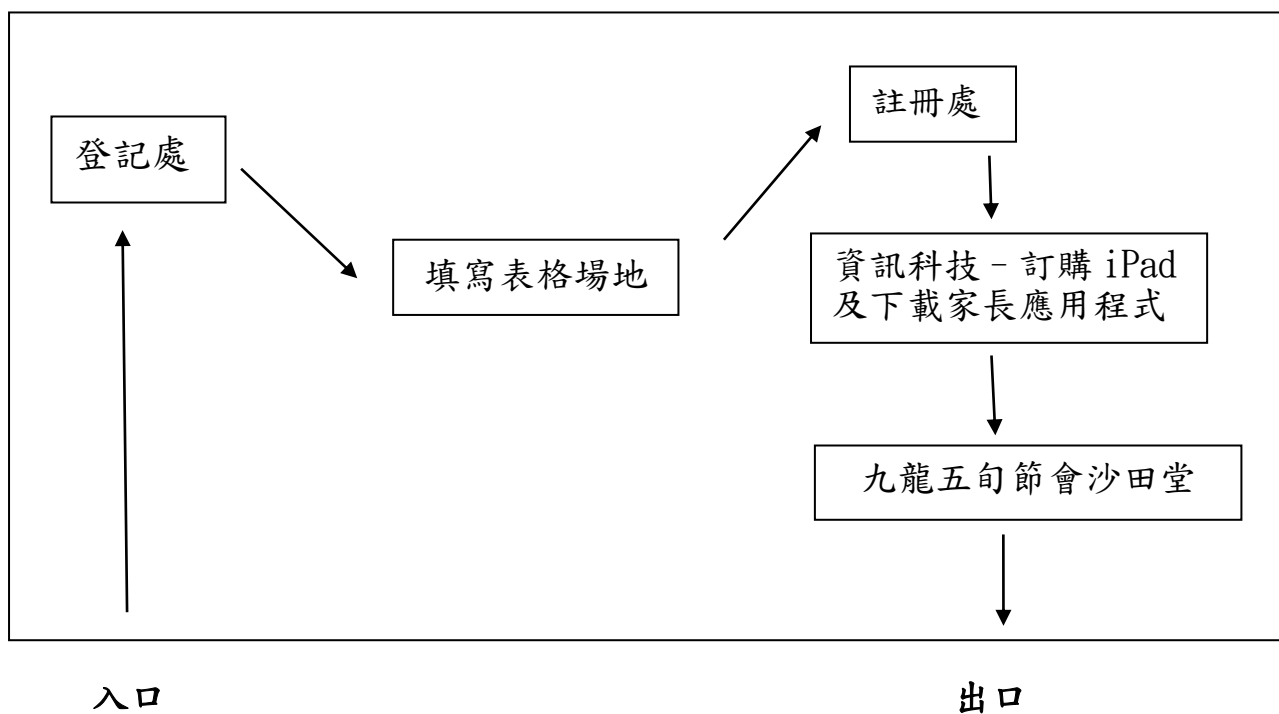 註冊處
登記處
填寫表格場地
資訊科技 - 訂購 iPad
及下載家長應用程式
九龍五旬節會沙田堂
入口
出口